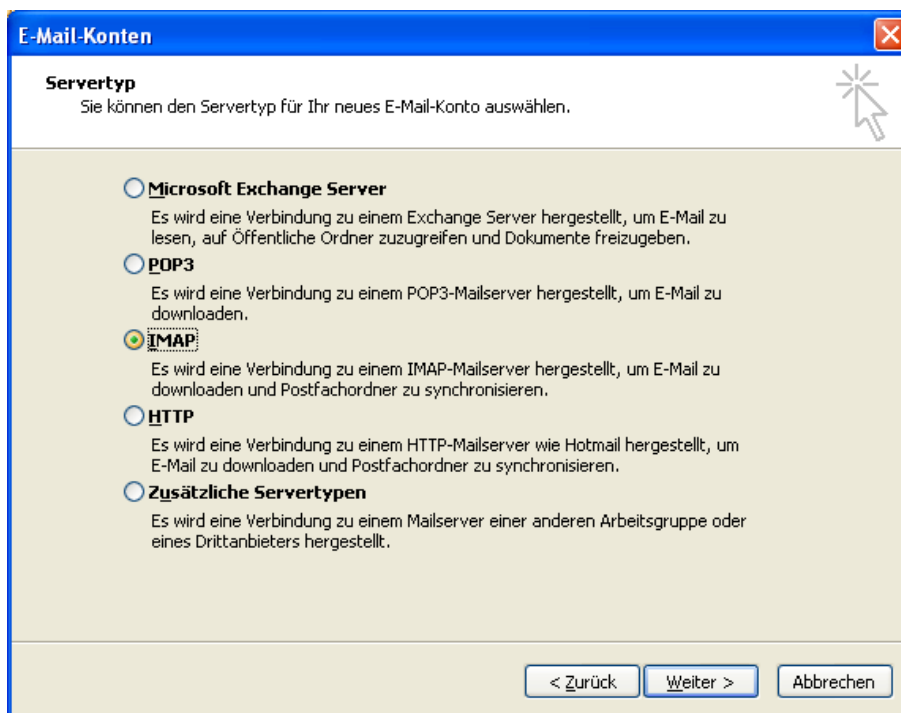 E-Mail-Konten
Servertyp
Sie können den Servertyp für Ihr neues E-Mail-Konto auswählen.
Microsoft Exchange Server
Es wird eine Verbindung zu einem Exchange Server hergestellt, um E-Mail zu
lesen, auf Öffentliche Ordner zuzugreifen und Dokumente freizugeben.
POP3
Es wird eine Verbindung zu einem POP3-Mailserver hergestellt, um E-Mail zu
downloaden.
IMAP
Es wird eine Verbindung zu einem IMAP-Mailserver hergestellt, um E-Mail zu
downloaden und Postfachordner zu synchronisieren.
HTTP
Es wird eine Verbindung zu einem HTTP-Mailserver wie Hotmail hergestellt, um
E-Mail zu downloaden und Postfachordner zu synchronisieren.
Zusätzliche Servertypen
Es wird eine Verbindung zu einem Mailserver einer anderen Arbeitsgruppe oder
eines Drittanbieters hergestellt.
< Zurück Weiter > Abbrechen